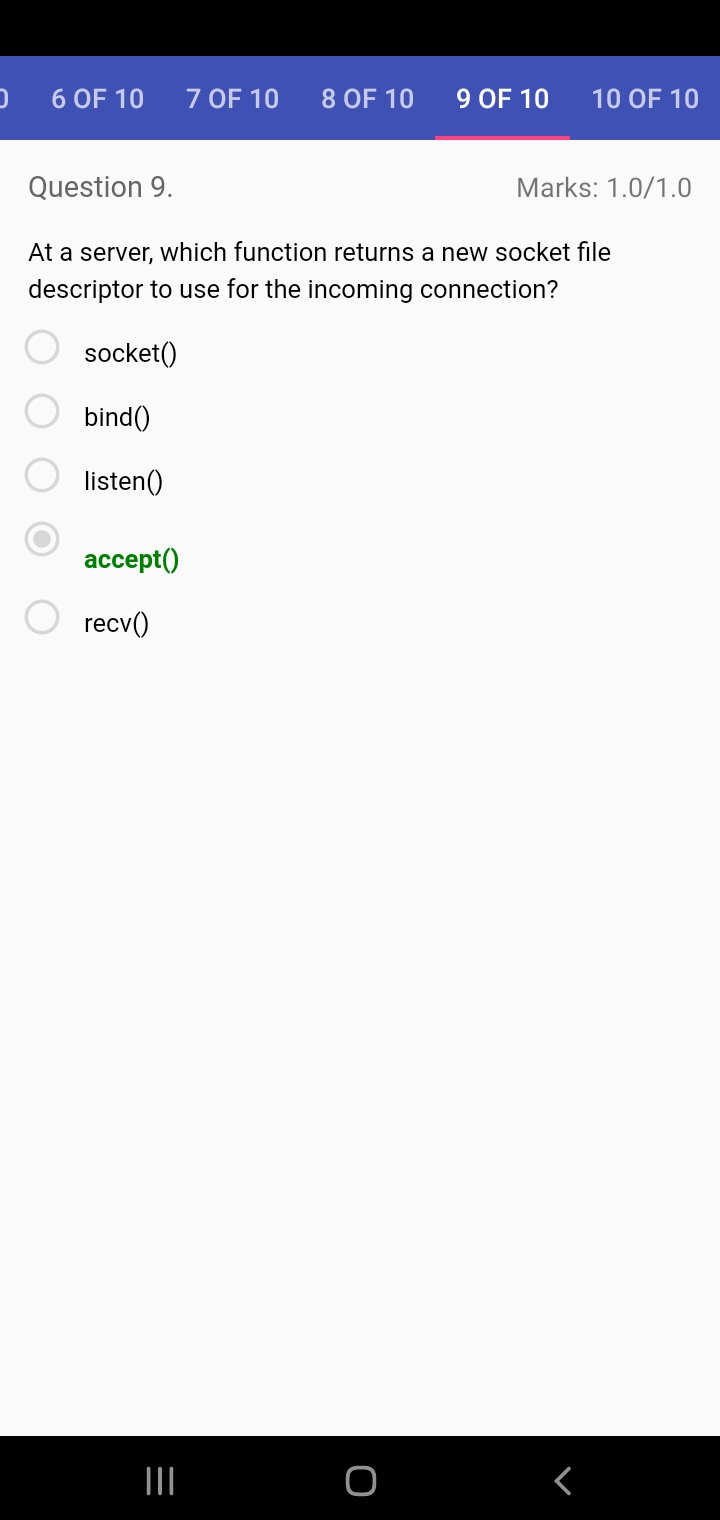 6 OF 10 7 OF 10 8 OF 10 9 OF 10 10 OF 10
Question 9. Marks: 1.0/1.0
At a server, which function returns a new socket file
descriptor to use for the incoming connection?
socket()
bind()
listen()
accept()
recv()